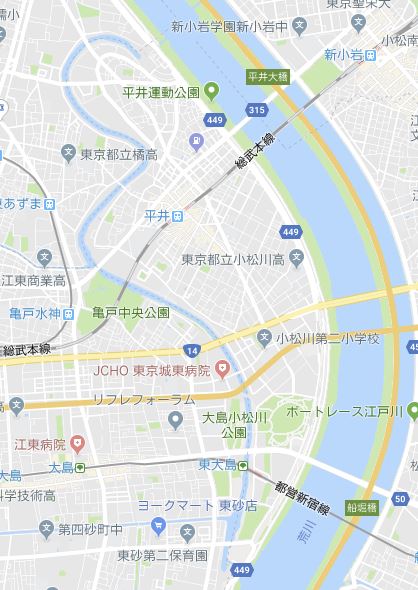 東京聖栄大
新小岩学園新小岩中
小松南
新小岩
平井大橋
平井運動公園
315
449
総武本線
東京都立橘高
東あずま
平井
449
東京都立小松川高
江東商業高
亀戸水神
亀戸中央公園
小松川第二小学校
総武本線
14
JCHO 東京城東病院
リフレフォーラム
大島小松川
公園
ボートレース江戸川
江東病院
大島
東大島
大島
科学技術高
都営新宿線
50
ヨークマート 東砂店
船堀橋
第四砂町中
荒川
東砂第二保育園
449